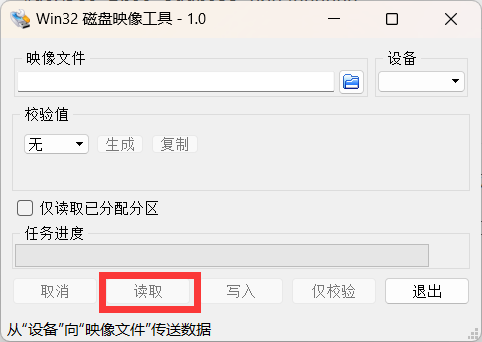 Win32 磁盘映像工具 - 1.0
映像文件
设备
校验值
无
生成
复制
仅读取已分配分区
任务进度
取消
读取
写入
仅校验
退出
从“设备”向“映像文件”传送数据